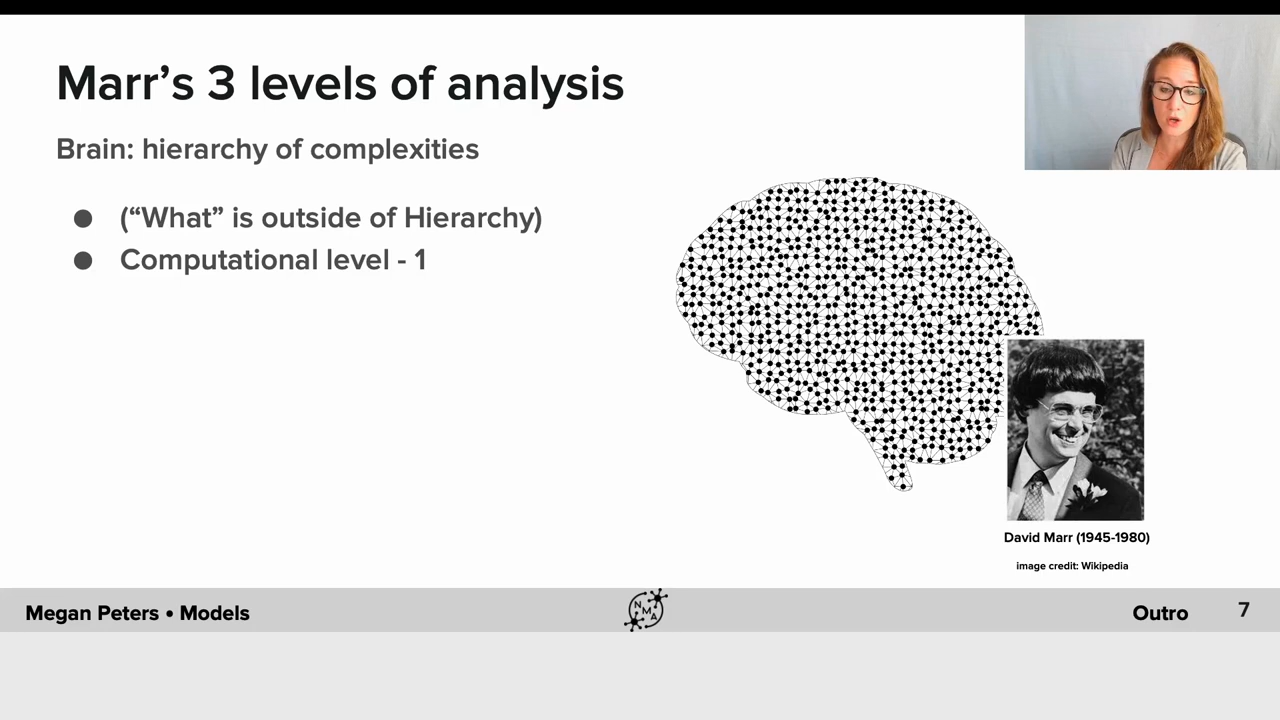 Marr’s 3 levels of analysis
Brain: hierarchy of complexities
● (“What” is outside of Hierarchy)
● Computational level - 1
David Marr (1945-1980)
image credit: Wikipedia
Megan Peters • Models
NMA
Outro
7